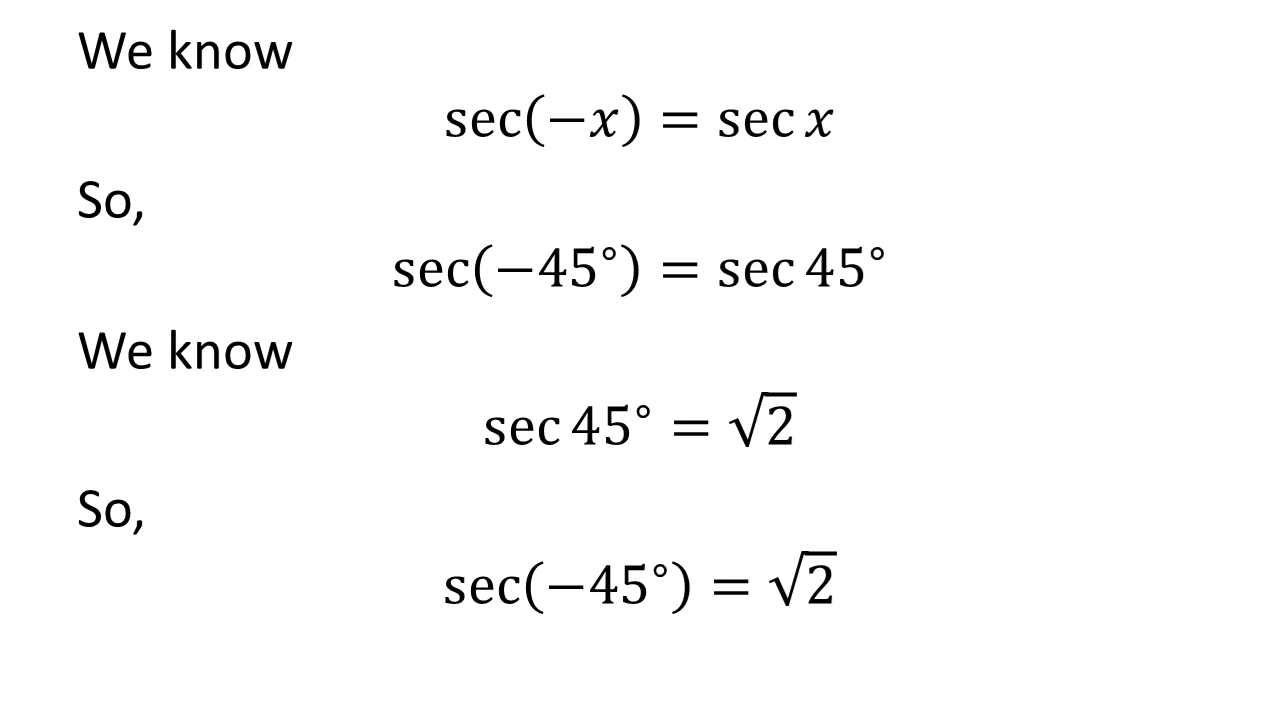 We know
sec(−x) = sec x
So,
sec(−45°) = sec 45°
We know
sec 45° = √2
So,
sec(−45°) = √2